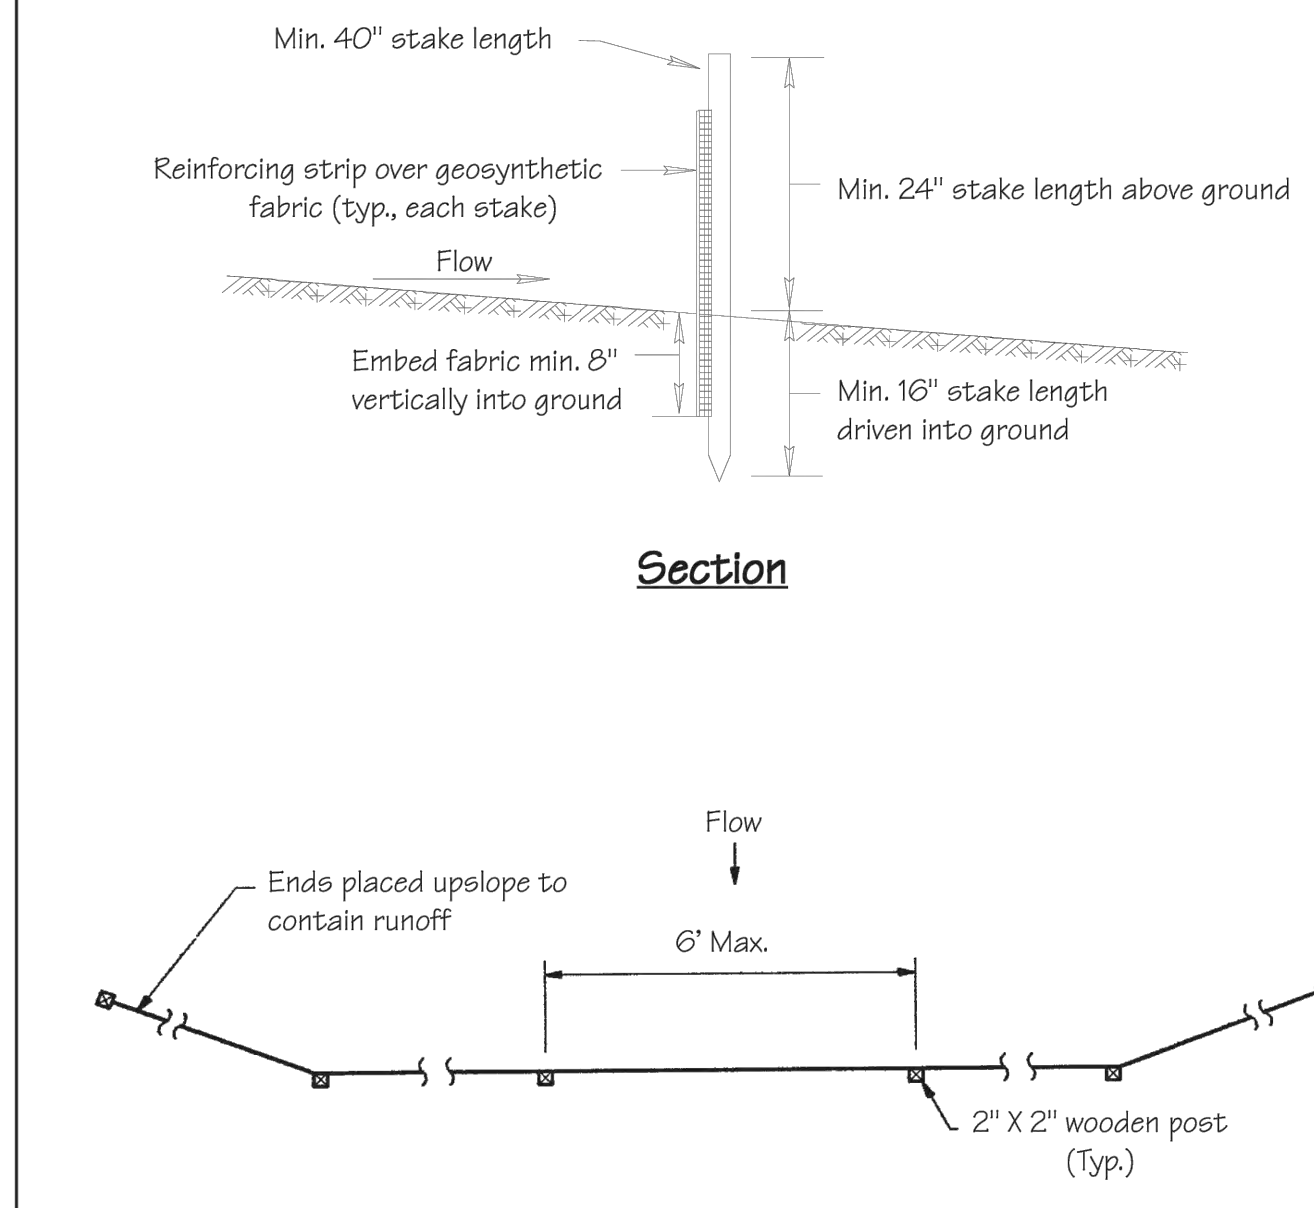 Min. 40" stake length
Reinforcing strip over geosynthetic
fabric (typ., each stake)
Min. 24" stake length above ground
Flow
Embed fabric min. 8"
vertically into ground
Min. 16" stake length
driven into ground
Section
Flow
Ends placed upslope to
contain runoff
6' Max.
2" X 2" wooden post
(Typ.)